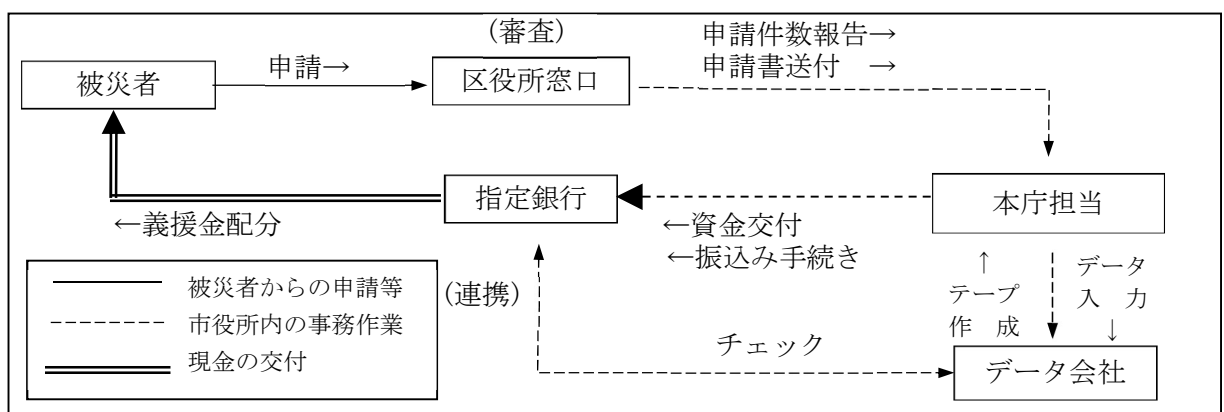 (審査)
申請件数報告→
申請書送付 →
被災者
申請→
区役所窓口
指定銀行
本庁担当
←義援金配分
←資金交付
←振込み手続き
被災者からの申請等
市役所内の事務作業
現金の交付
(連携)
↑
テープ
作 成
データ
入 力
↓
チェック
データ会社